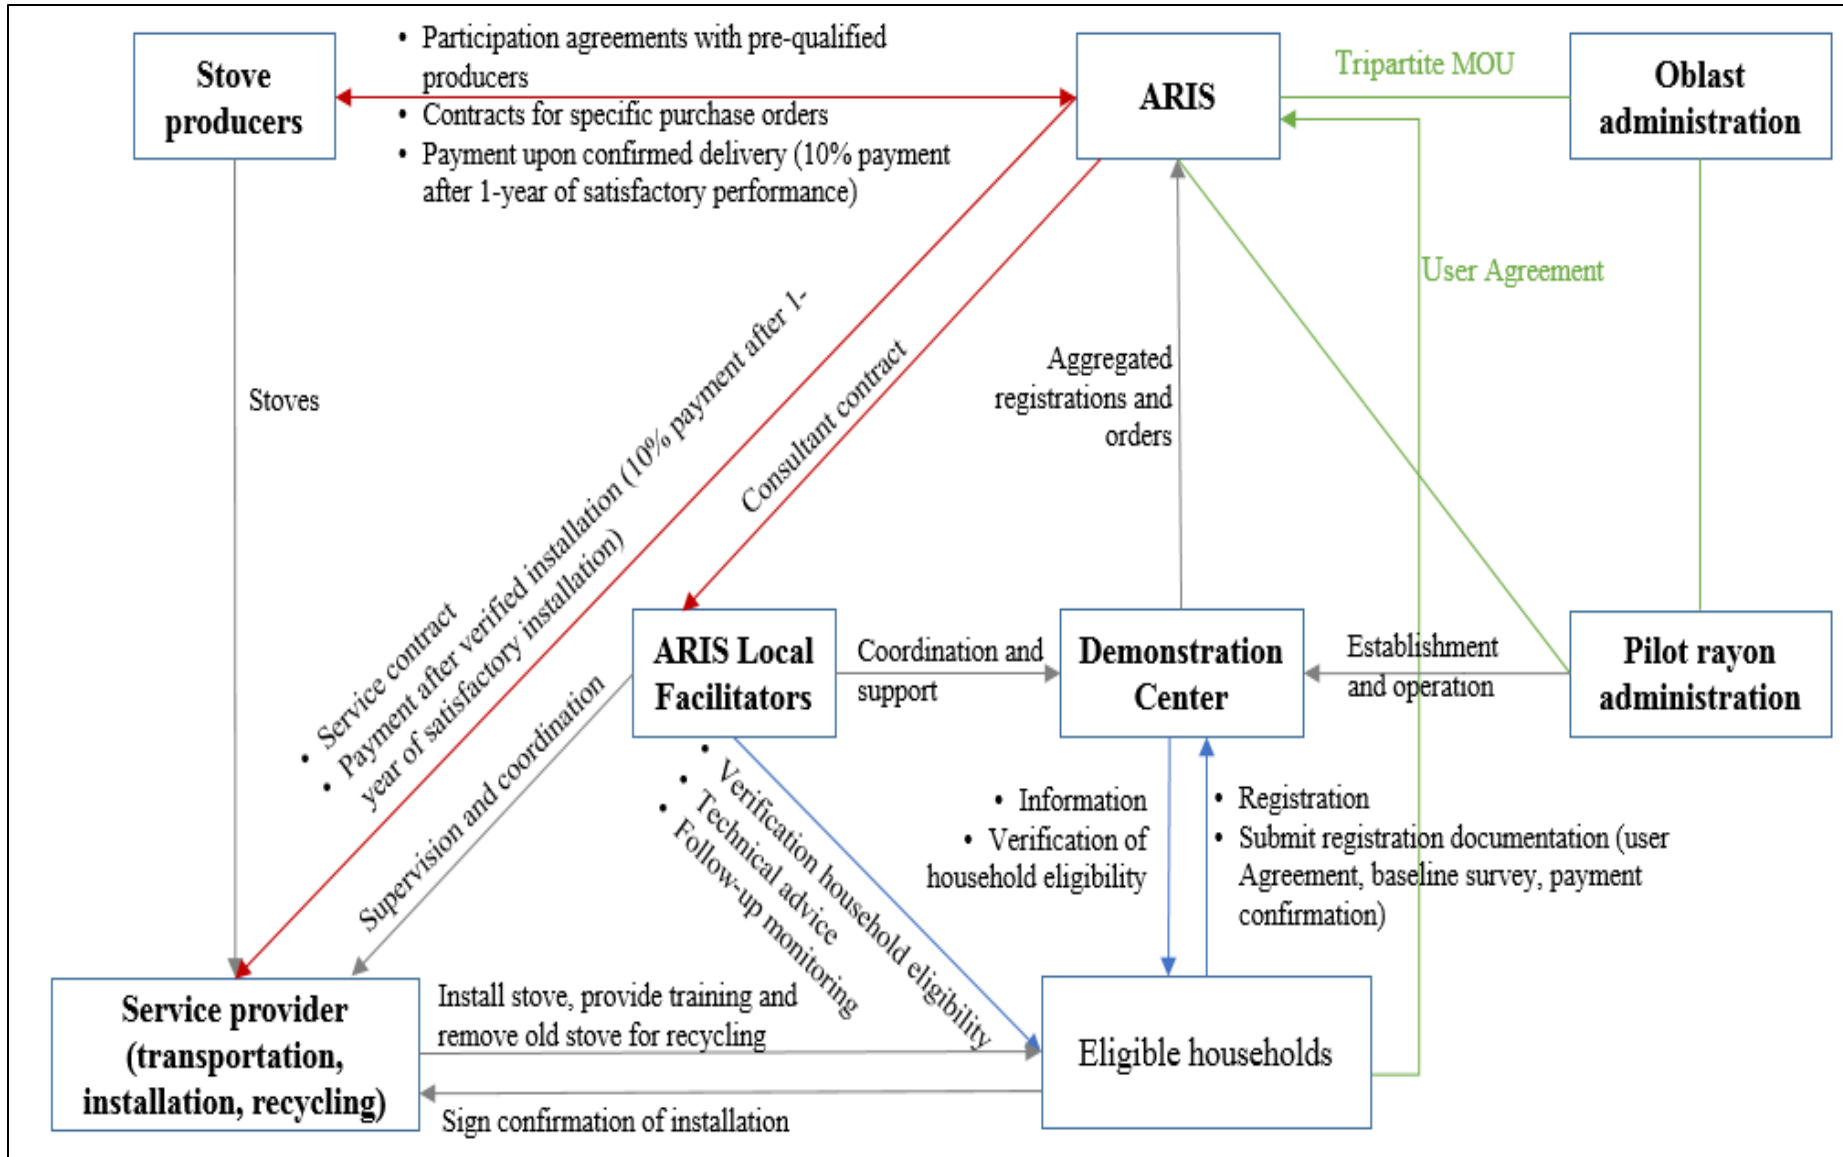 Stove
producers
• Participation agreements with pre-qualified
producers
• Contracts for specific purchase orders
• Payment upon confirmed delivery (10% payment
after 1-year of satisfactory performance)
ARIS
Tripartite MOU
Oblast
administration
User Agreement
Stoves
Aggregated
registrations and
orders
Consultant contract
• Service contract
• Payment after verified installation (10% payment after 1-
year of satisfactory installation)
Supervision and coordination
ARIS Local
Facilitators
Coordination and
support
Demonstration
Center
Establishment
and operation
Pilot rayon
administration
• Verification household eligibility
• Technical advice
• Follow-up monitoring
• Information
• Verification of
household eligibility
• Registration
• Submit registration documentation (user
Agreement, baseline survey, payment
confirmation)
Service provider
(transportation,
installation, recycling)
Install stove, provide training and
remove old stove for recycling
Sign confirmation of installation
Eligible households